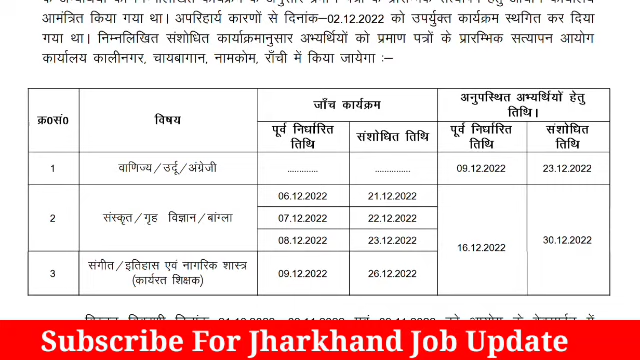 आमंत्रित किया गया था। अपरिहार्य कारणों से दिनांक–02.12.2022 को उपर्युक्त कार्यक्रम स्थगित कर दिया
गया था। निम्नलिखित संशोधित कार्याक्रमानुसार अभ्यर्थियों को प्रमाण पत्रों के प्रारम्भिक सत्यापन आयोग
कार्यालय कालीनगर, चायबागान, नामकोम, राँची में किया जायेगा :–
क्र0सं0 विषय जाँच कार्यक्रम अनुपस्थित अभ्यर्थियों हेतु तिथि।
पूर्व निर्धारित तिथि संशोधित तिथि पूर्व निर्धारित तिथि संशोधित तिथि
1 वाणिज्य/उर्दू/अंग्रेजी ............. ............... 09.12.2022 23.12.2022
2 संस्कृत/गृह विज्ञान/बांग्ला 06.12.2022 21.12.2022 16.12.2022 30.12.2022
07.12.2022 22.12.2022
08.12.2022 23.12.2022
3 संगीत/इतिहास एवं नागरिक शास्त्र (कार्यरत शिक्षक) 09.12.2022 26.12.2022
Subscribe For Jharkhand Job Update